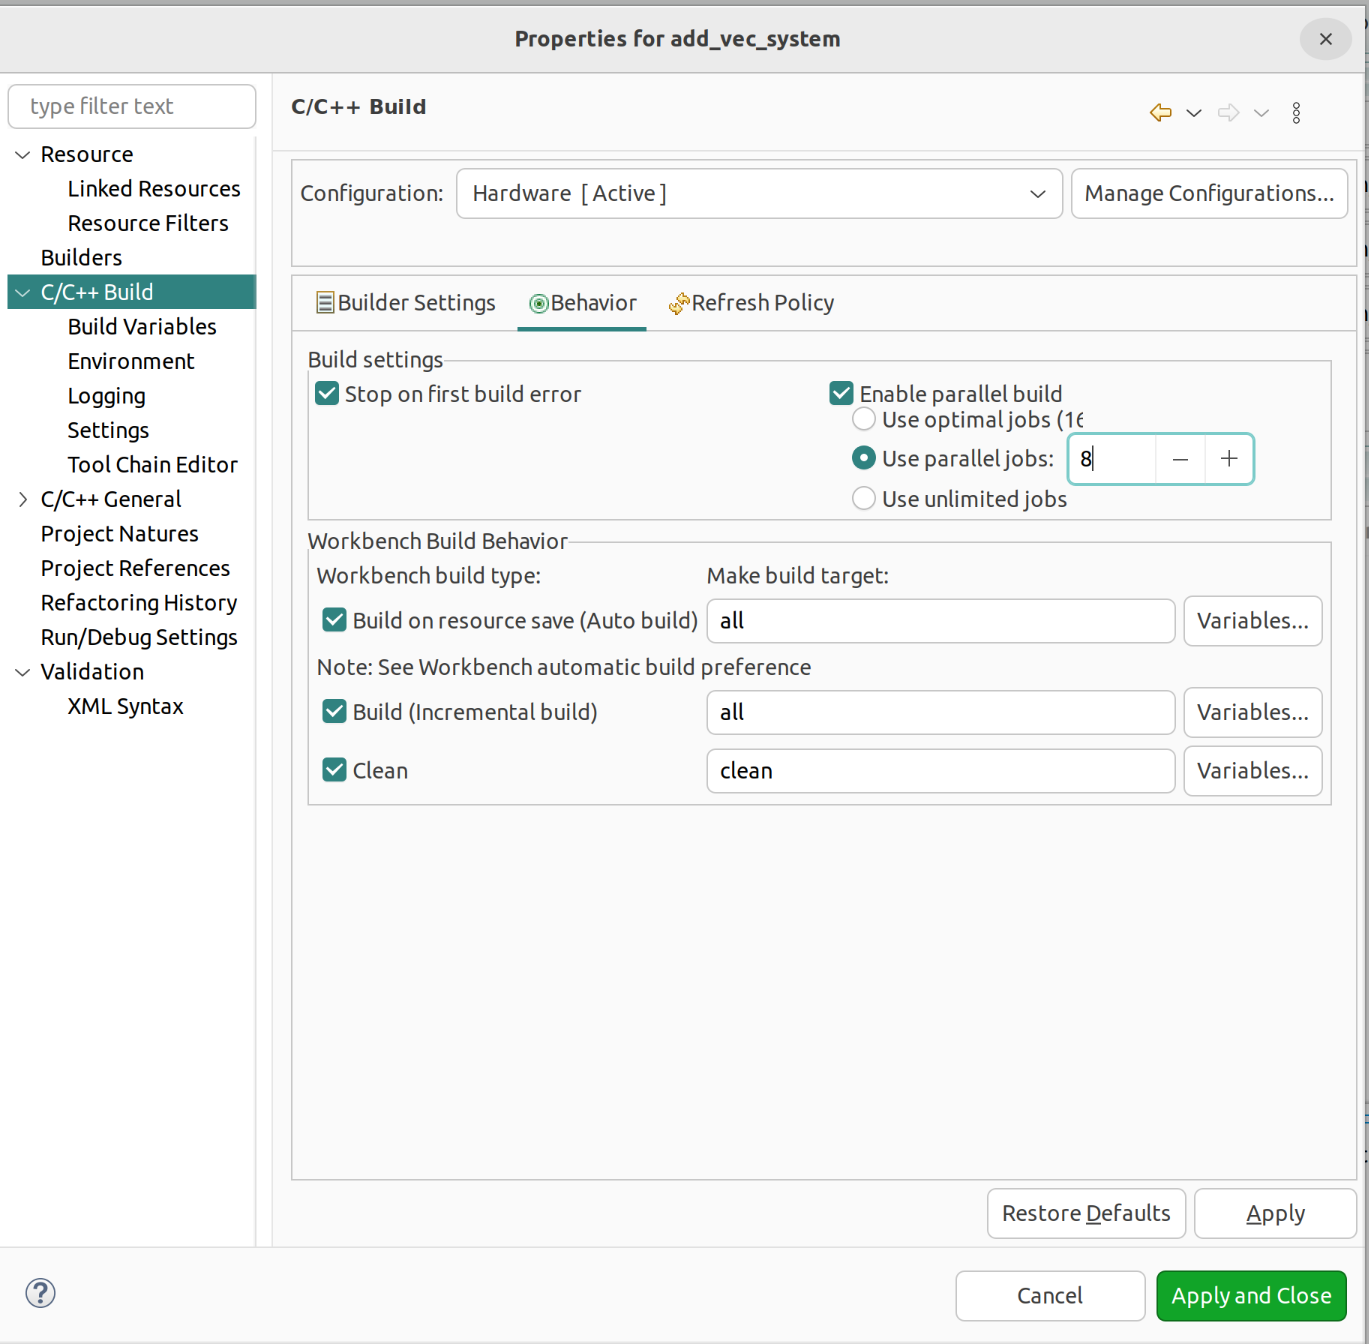 Properties for add_vec_system
type filter text
Resource
Linked Resources
Resource Filters
Builders
C/C++ Build
Build Variables
Environment
Logging
Settings
Tool Chain Editor
C/C++ General
Project Natures
Project References
Refactoring History
Run/Debug Settings
Validation
XML Syntax
C/C++ Build
Configuration: Hardware [ Active ] Manage Configurations...
Builder Settings Behavior Refresh Policy
Build settings
Stop on first build error Enable parallel build
Use optimal jobs (16
Use parallel jobs: 8
Use unlimited jobs
Workbench Build Behavior
Workbench build type: Make build target:
Build on resource save (Auto build) all Variables...
Note: See Workbench automatic build preference
Build (Incremental build) all Variables...
Clean clean Variables...
Restore Defaults Apply
? Cancel Apply and Close